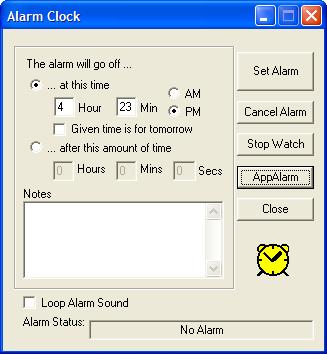 Alarm Clock
The alarm will go off ...
... at this time
4 Hour 23 Min
AM
PM
Given time is for tomorrow
... after this amount of time
0 Hours 0 Mins 0 Secs
Notes
Set Alarm
Cancel Alarm
Stop Watch
AppAlarm
Close
Loop Alarm Sound
Alarm Status: No Alarm